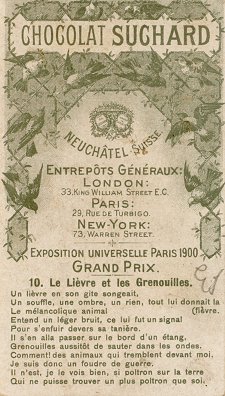 CHOCOLAT SUCHARD
NEUCHÂTEL SUISSE
ENTREPÔTS GÉNÉRAUX:
LONDON:
33, KING WILLIAM STREET E.C.
PARIS:
29, RUE DE TURBIGO.
NEW-YORK:
73, WARREN STREET.
EXPOSITION UNIVERSELLE PARIS 1900
GRAND PRIX.
10. Le Lièvre et les Grenouilles.
Un lièvre en son gite songeait,
Un souffle, une ombre, un rien, tout lui donnait la
Le mélancolique animal (fièvre.
Entend un léger bruit, ce lui fut un signal
Pour s'enfuir devers sa tanière.
Il s'en alla passer sur le bord d'un étang,
Grenouilles aussitôt de sauter dans les ondes.
Comment! des animaux qui tremblent devant moi.
Je suis donc un foudre de guerre.
Il n'est, je le vois bien, si poltron sur la terre
Qui ne puisse trouver un plus poltron que soi.